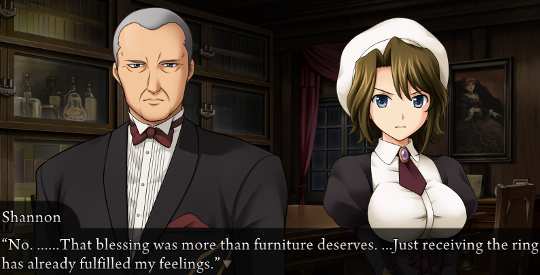 Shannon
“No. ......That blessing was more than furniture deserves. ...Just receiving the ring
has already fulfilled my feelings.”